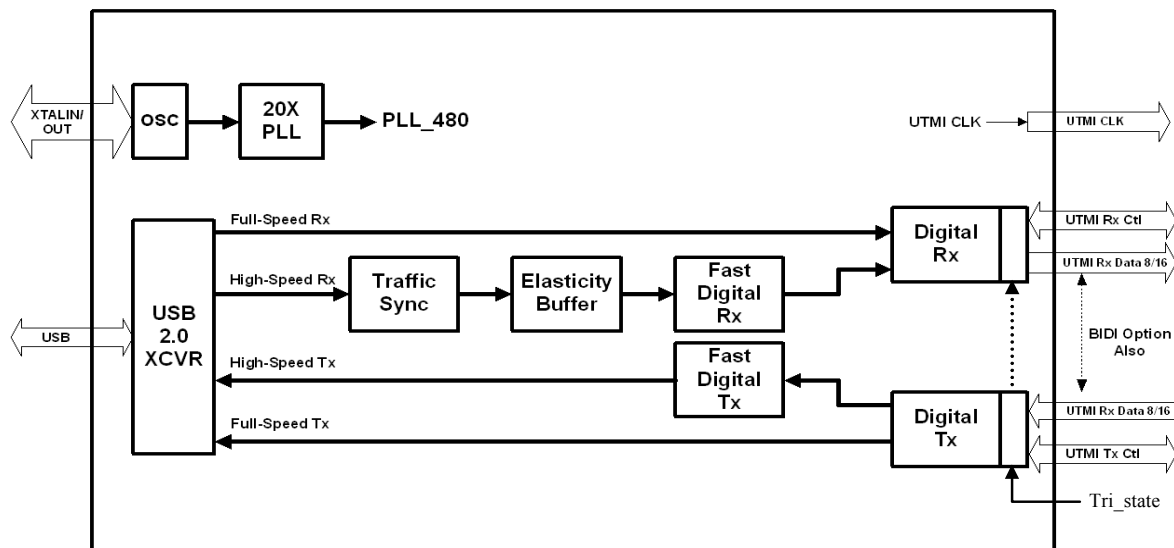 XTALIN/
OUT
OSC
20X
PLL
PLL_480
UTMI CLK
UTMI CLK
Full-Speed Rx
High-Speed Rx
Traffic
Sync
Elasticity
Buffer
Fast
Digital
Rx
Digital
Rx
UTMI Rx Ctl
UTMI Rx Data 8/16
USB
USB
2.0
XCVR
BIDI Option
Also
High-Speed Tx
Fast
Digital
Tx
Full-Speed Tx
Digital
Tx
UTMI Rx Data 8/16
UTMI Tx Ctl
Tri_state